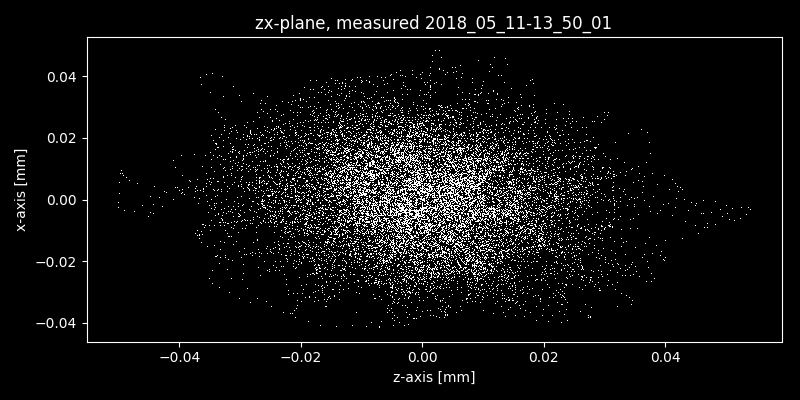 zx-plane, measured 2018_05_11-13_50_01
x-axis [mm]
0.04
0.02
0.00
−0.02
−0.04
−0.04 −0.02 0.00 0.02 0.04
z-axis [mm]